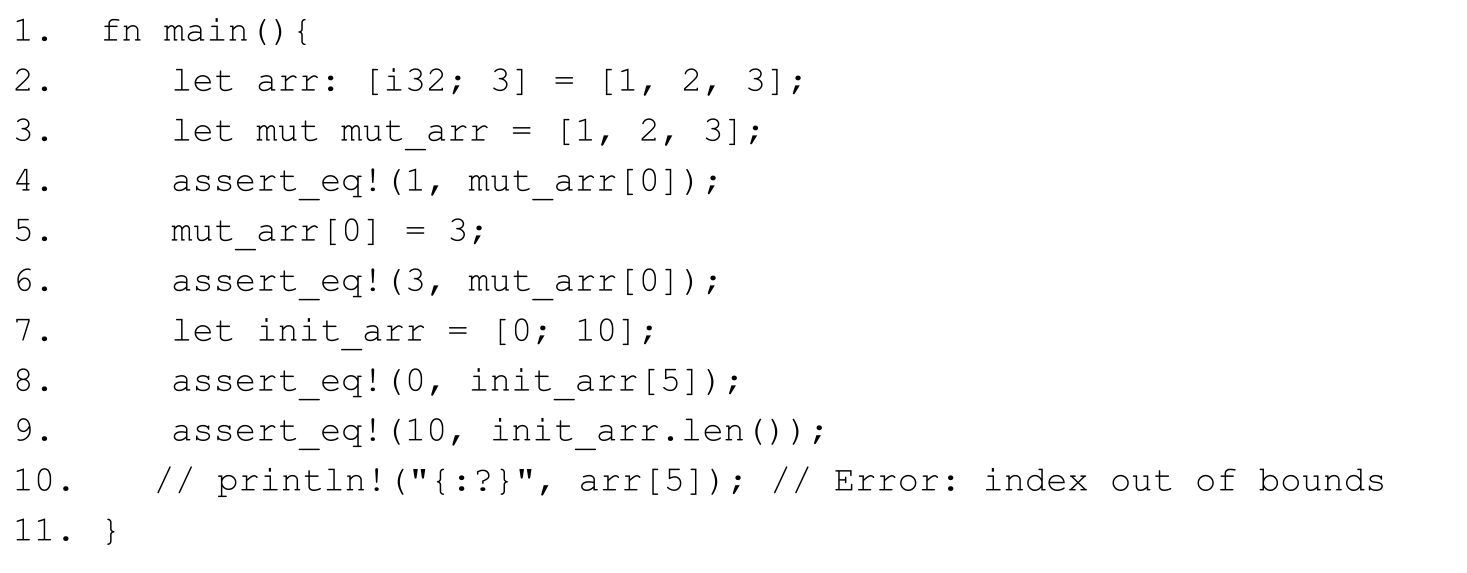 1. fn main(){
2. let arr: [i32; 3] = [1, 2, 3];
3. let mut mut_arr = [1, 2, 3];
4. assert_eq!(1, mut_arr[0]);
5. mut_arr[0] = 3;
6. assert_eq!(3, mut_arr[0]);
7. let init_arr = [0; 10];
8. assert_eq!(0, init_arr[5]);
9. assert_eq!(10, init_arr.len());
10. // println!("{:?}", arr[5]); // Error: index out of bounds
11. }